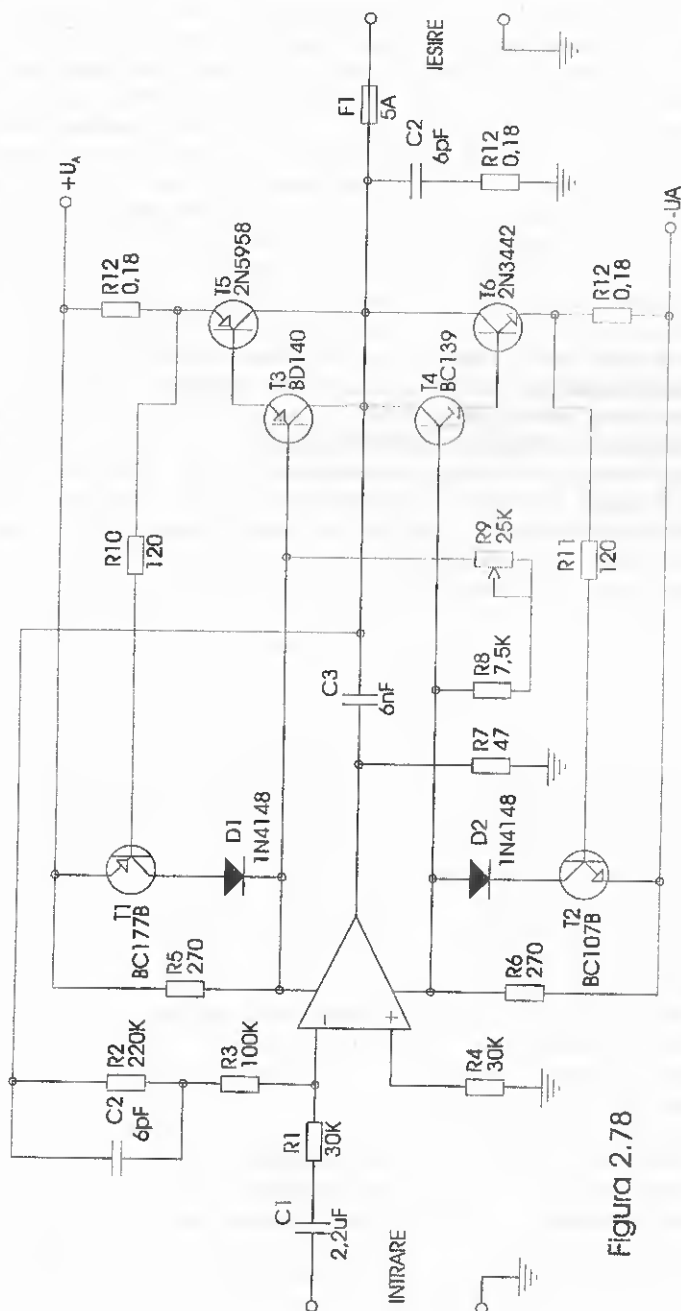 INTRARE
C1
2,2uF
R1
30K
C2
6pF
R2
220K
R3
100K
R4
30K
-
+
R5
270
R6
270
T1
BC177B
D1
1N4148
D2
1N4148
T2
BC107B
R7
47
C3
6nF
R8
7,5K
R9
25K
R10
120
R11
120
T3
BD140
T4
BC139
T5
2N5958
T6
2N3442
R12
0,18
R12
0,18
+UA
-UA
C2
6pF
R12
0,18
F1
5A
IESIRE
Figura 2.78